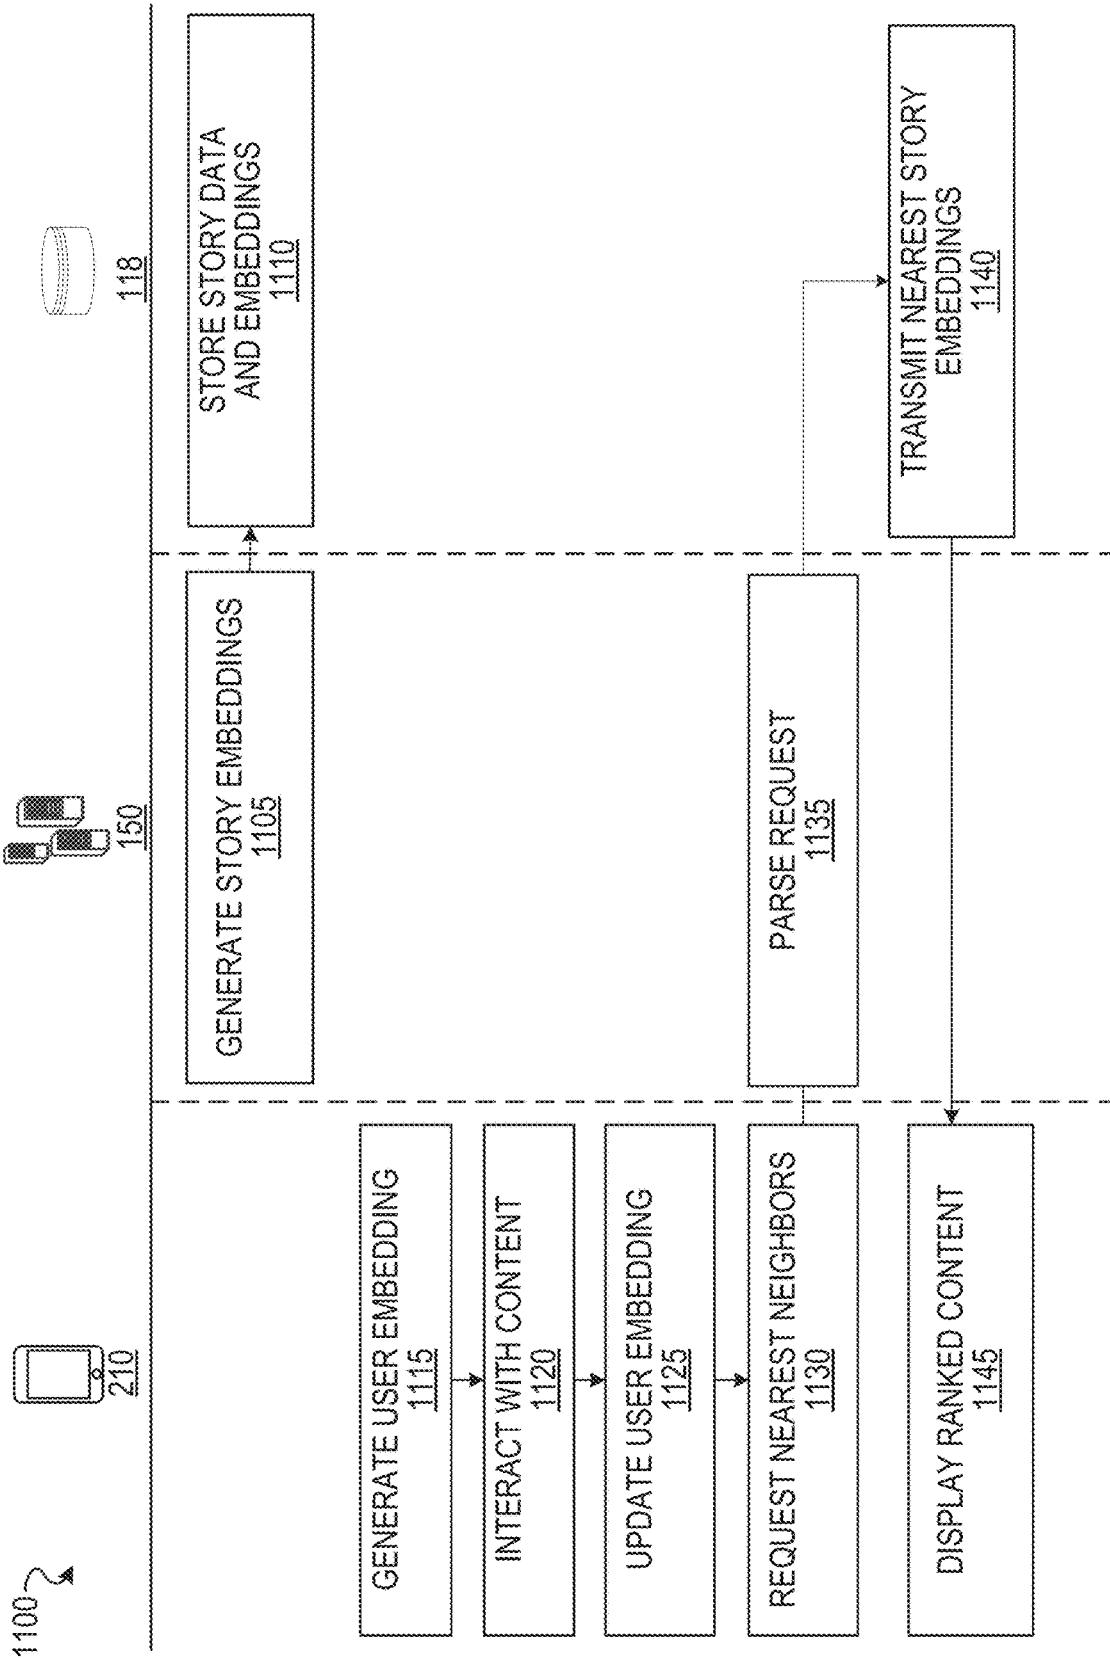 1100
210
150
118
GENERATE STORY EMBEDDINGS
1105
STORE STORY DATA
AND EMBEDDINGS
1110
GENERATE USER EMBEDDING
1115
INTERACT WITH CONTENT
1120
UPDATE USER EMBEDDING
1125
REQUEST NEAREST NEIGHBORS
1130
PARSE REQUEST
1135
TRANSMIT NEAREST STORY
EMBEDDINGS
1140
DISPLAY RANKED CONTENT
1145